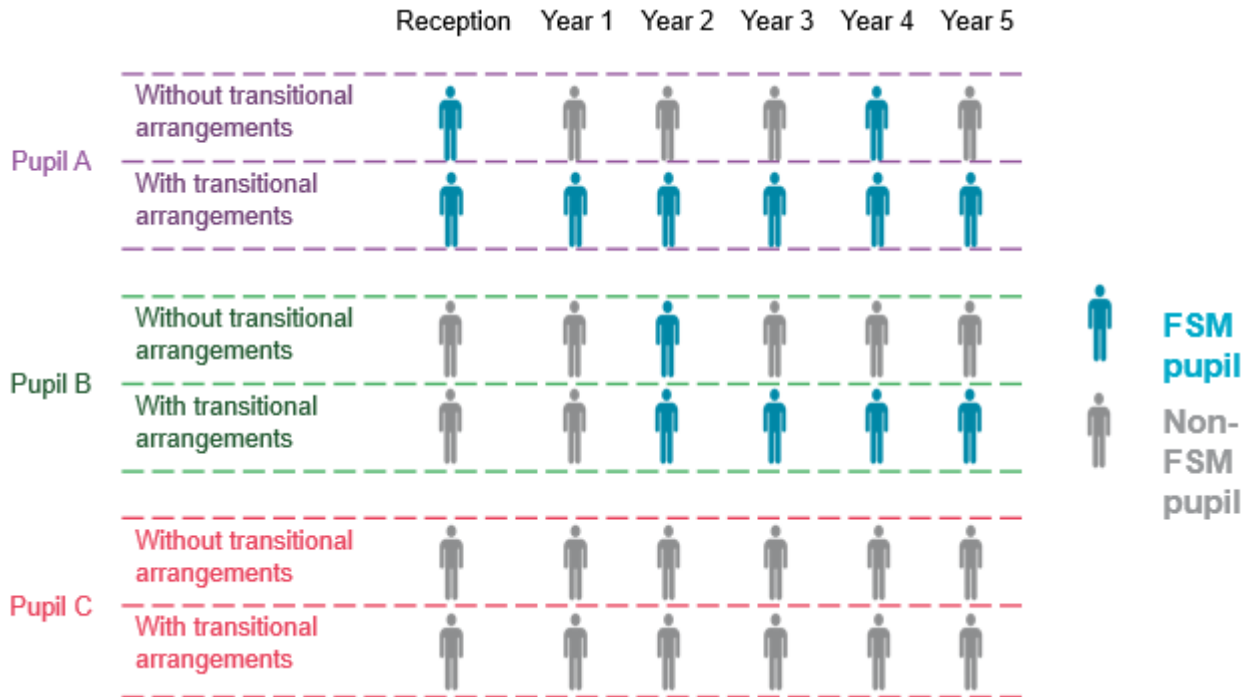 Reception Year 1 Year 2 Year 3 Year 4 Year 5
Pupil A
Without transitional
arrangements
With transitional
arrangements
Pupil B
Without transitional
arrangements
With transitional
arrangements
Pupil C
Without transitional
arrangements
With transitional
arrangements
FSM
pupil
Non-
FSM
pupil